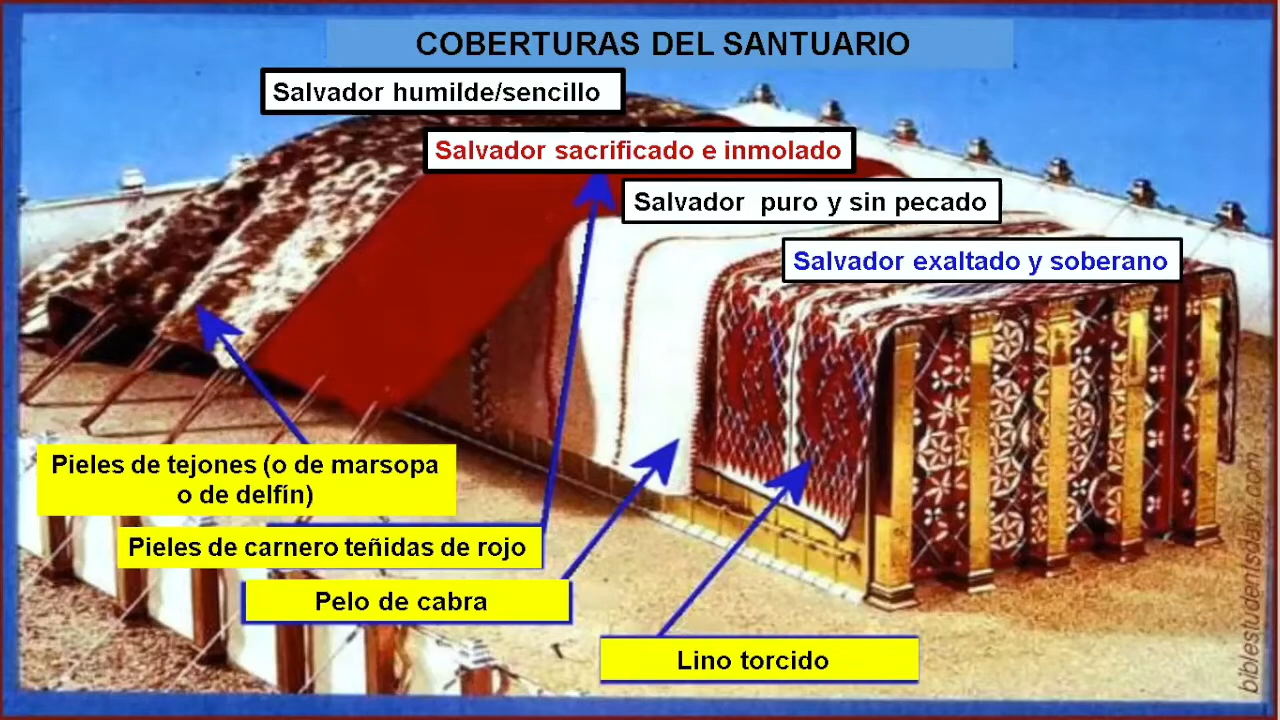 COBERTURAS DEL SANTUARIO
Salvador humilde/sencillo
Salvador sacrificado e inmolado
Salvador puro y sin pecado
Salvador exaltado y soberano
Pieles de tejones (o de marsopa
o de delfín)
Pieles de carnero teñidas de rojo
Pelo de cabra
Lino torcido
biblestudentsdaily.com